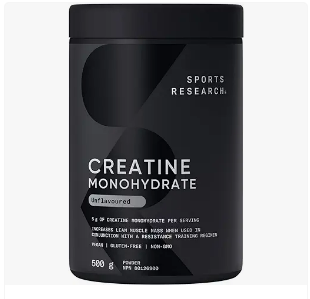 SPORTS
RESEARCH®
CREATINE
MONOHYDRATE
Unflavoured
5g OF CREATINE MONOHYDRATE PER SERVING
INCREASES LEAN MUSCLE MASS WHEN USED IN
CONJUNCTION WITH A RESISTANCE TRAINING REGIMEN
VEGAN | GLUTEN-FREE | NON-GMO
500 g
POWDER
NPN